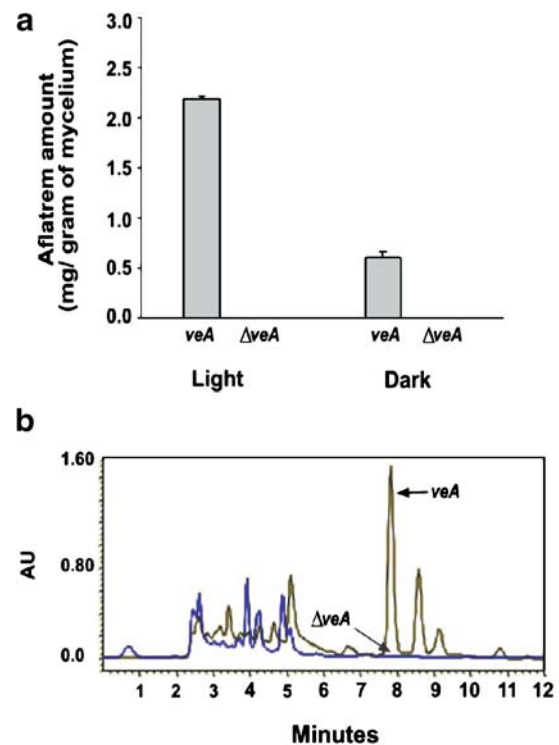 a
Aflatrem amount
(mg/ gram of mycelium)
3.0
2.5
2.0
1.5
1.0
0.5
0.0
veA ΔveA veA ΔveA
Light Dark
b
AU
1.60
0.80
0.0
veA
ΔveA
1 2 3 4 5 6 7 8 9 10 11 12
Minutes